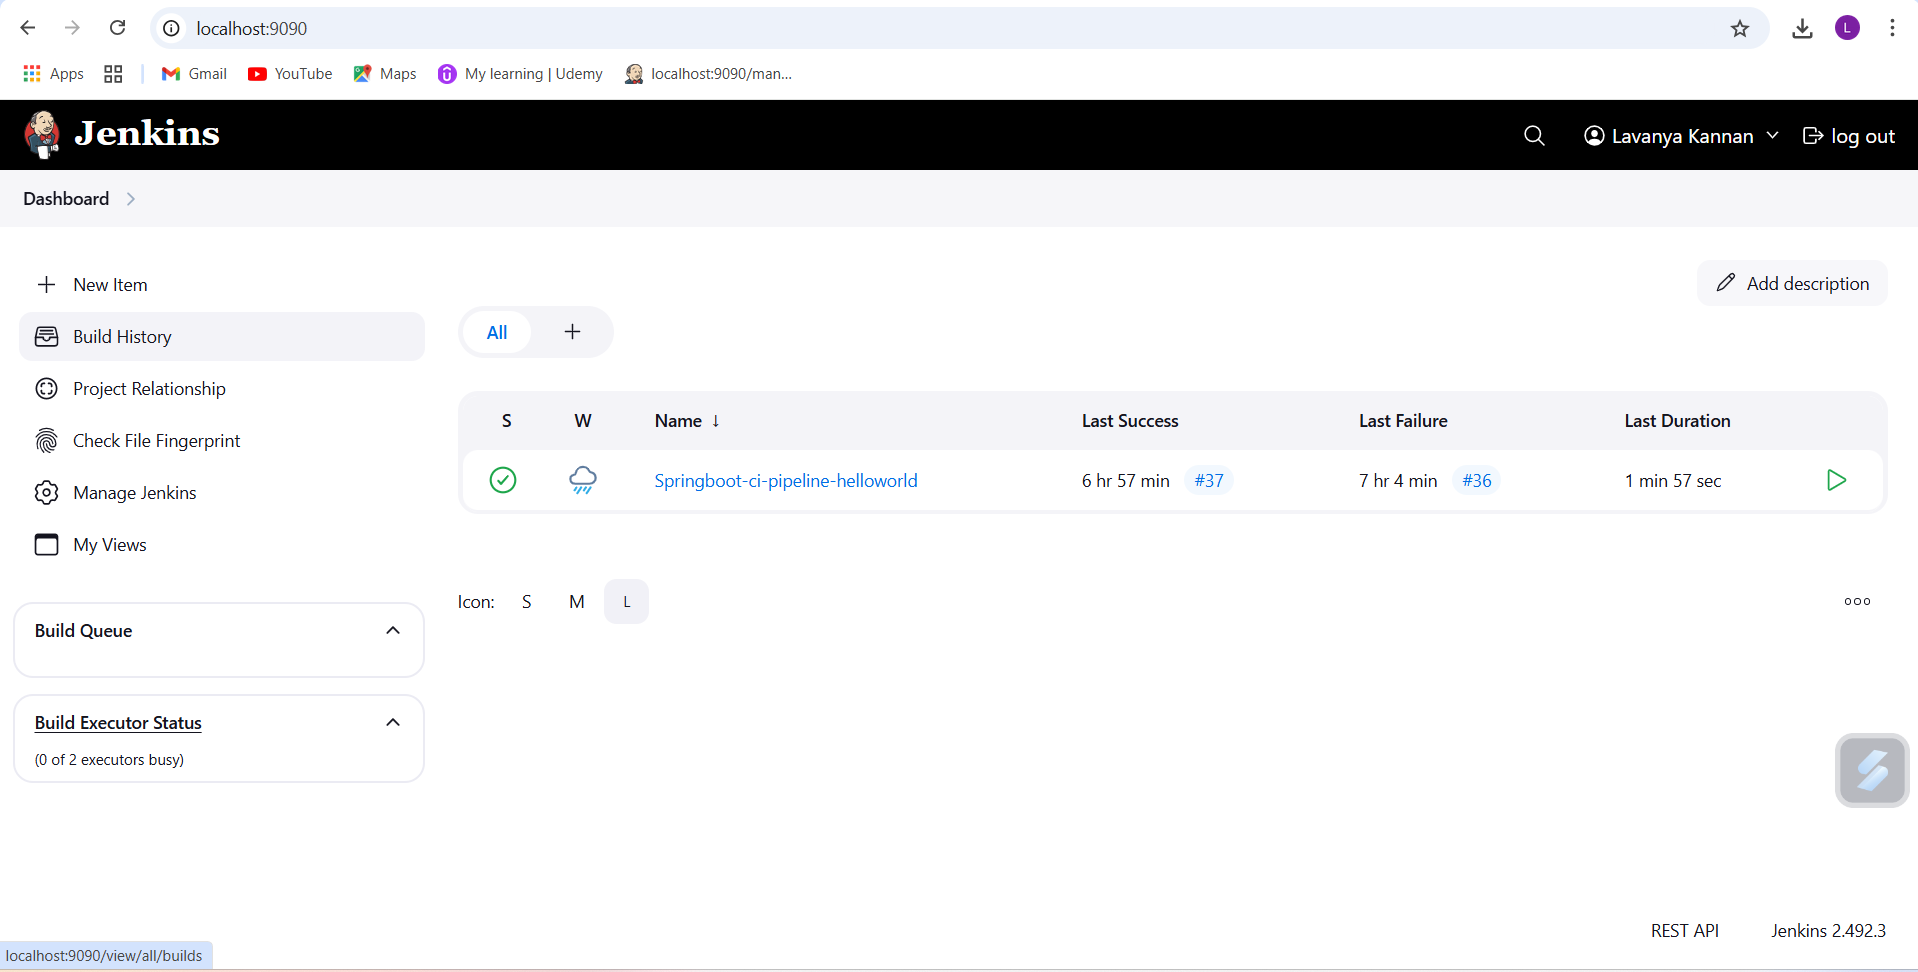 localhost:9090
L
Apps
Gmail
YouTube
Maps
My learning | Udemy
localhost:9090/man...
Jenkins
Lavanya Kannan
log out
Dashboard
New Item
Build History
Project Relationship
Check File Fingerprint
Manage Jenkins
My Views
Build Queue
Build Executor Status
(0 of 2 executors busy)
Add description
All
S W Name ↓ Last Success Last Failure Last Duration
Springboot-ci-pipeline-helloworld 6 hr 57 min #37 7 hr 4 min #36 1 min 57 sec
Icon: S M L
REST API Jenkins 2.492.3
localhost:9090/view/all/builds